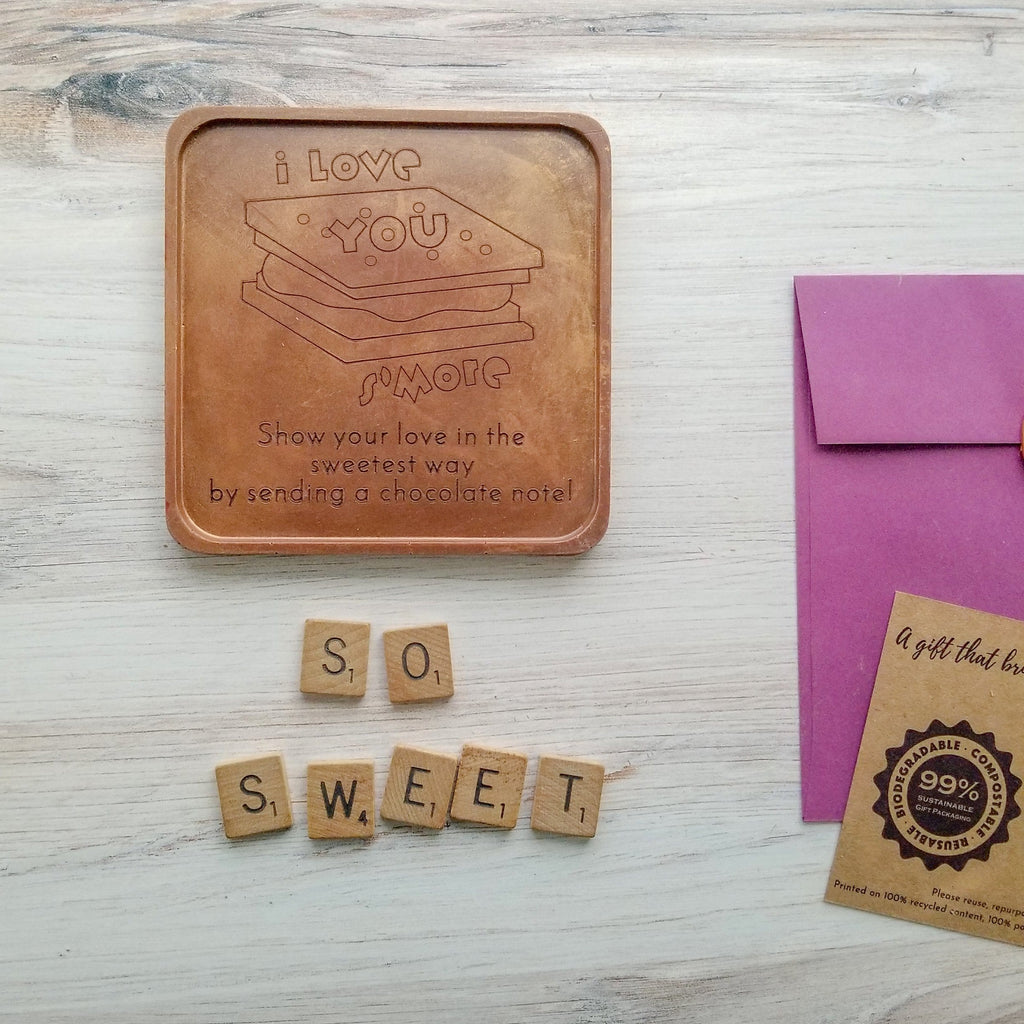 i LOVE
YOU
S'MORE
Show your love in the
sweetest way
by sending a chocolate note!
S1 O1
S1 W4 E1 E1 T1
A gift that
BIODEGRADABLE · COMPOSTABLE · REUSABLE ·
99%
SUSTAINABLE
GIFT PACKAGING
Please reuse,
Printed on 100% recycled content, 100%